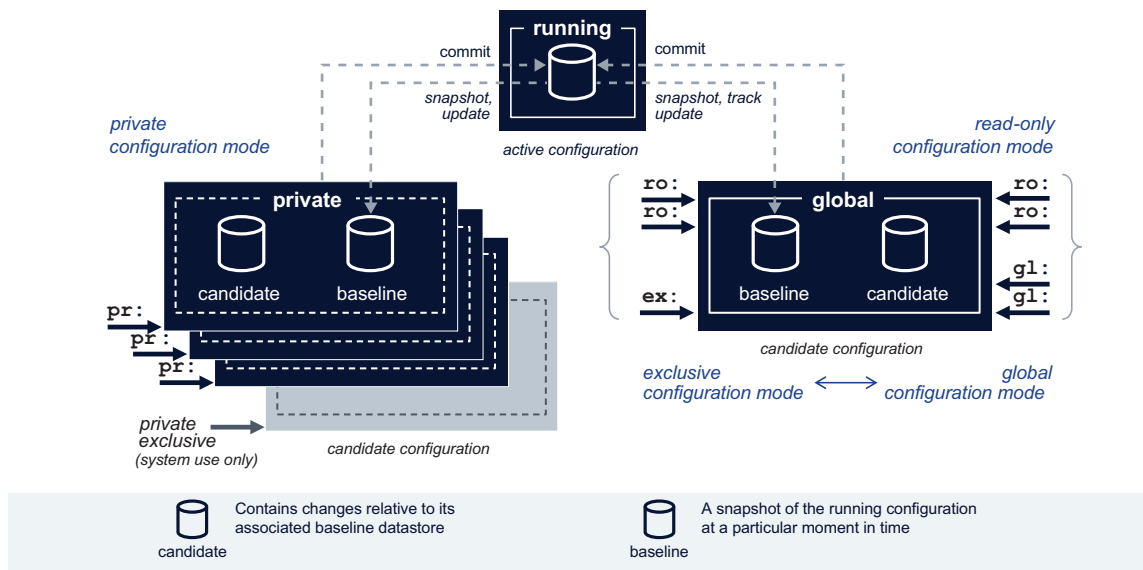 running
commit
commit
snapshot,
update
snapshot, track
update
active configuration
private
configuration mode
read-only
configuration mode
private
candidate
baseline
pr:
pr:
pr:
private
exclusive
(system use only)
candidate configuration
ro:
ro:
ex:
global
baseline
candidate
ro:
ro:
gl:
gl:
candidate configuration
exclusive
configuration mode
global
configuration mode
candidate
Contains changes relative to its
associated baseline datastore
baseline
A snapshot of the running configuration
at a particular moment in time